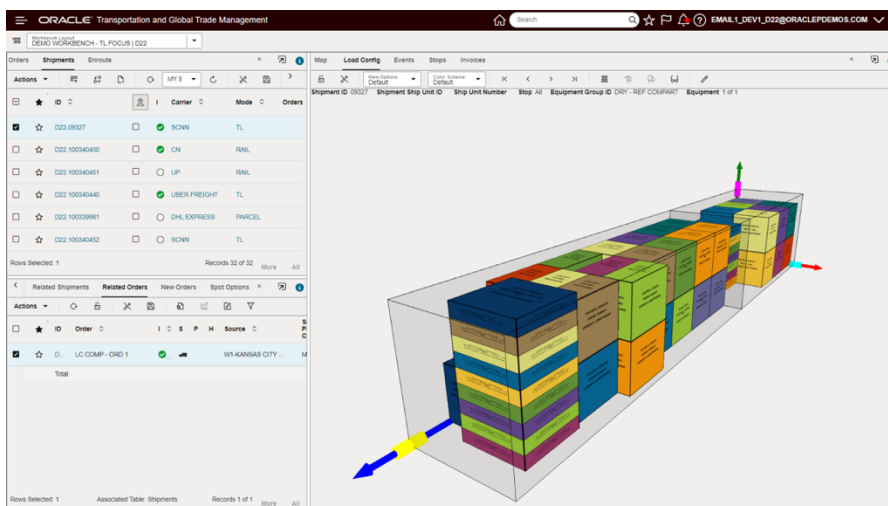 ORACLE Transportation and Global Trade Management
Search
EMAIL1_DEV1_D22@ORACLEPDEMOS.COM
Workbench Layout
DEMO WORKBENCH - TL FOCUS | D22
Orders Shipments Enroute
Actions MY S
ID I Carrier Mode Orders
D22.09327 SCNN TL
D22.100340450 CN RAIL
D22.100340451 UP RAIL
D22.100340440 UBER FREIGHT TL
D22.100339981 DHL EXPRESS PARCEL
D22.100340452 SCNN TL
Rows Selected: 1 Records 32 of 32 More All
Related Shipments Related Orders New Orders Spot Options
Actions
ID Order I S P H Source
D... LC COMP - ORD 1 W1-KANSAS CITY ... M
Total
Rows Selected: 1 Associated Table: Shipments Records 1 of 1 More All
Map Load Config Events Stops Invoices
View Options
Default
Color Scheme
Default
Shipment ID 09327 Shipment Ship Unit ID Ship Unit Number Stop All Equipment Group ID DRY - REF COMPART Equipment 1 of 1